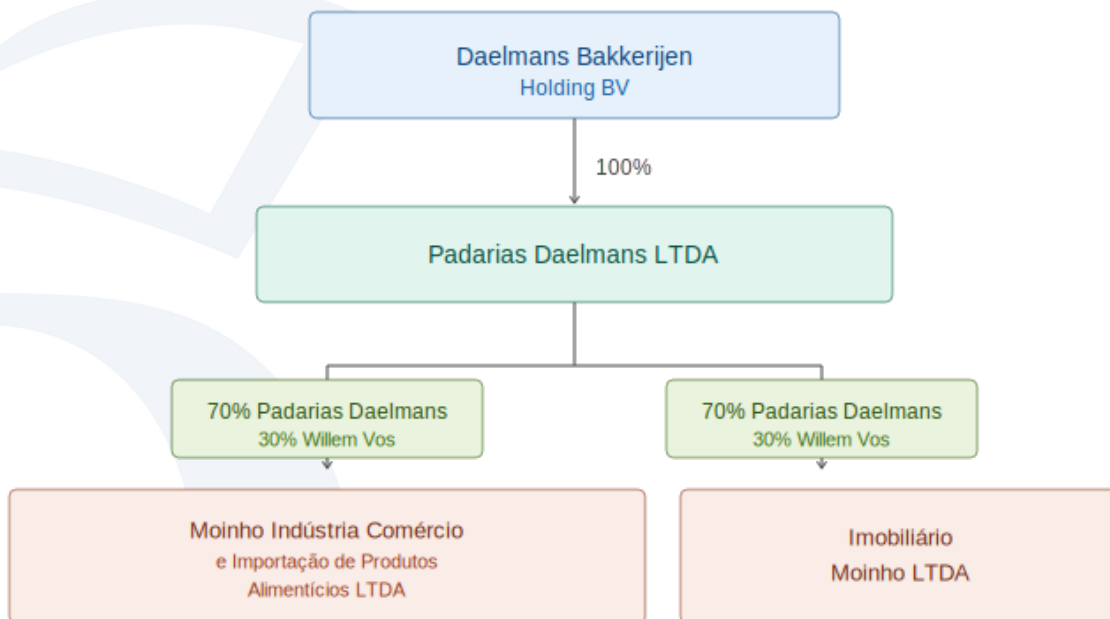 Daelmans Bakkerijen
Holding BV
100%
Padarias Daelmans LTDA
70% Padarias Daelmans
30% Willem Vos
70% Padarias Daelmans
30% Willem Vos
Moinho Indústria Comércio
e Importação de Produtos
Alimentícios LTDA
Imobiliário
Moinho LTDA